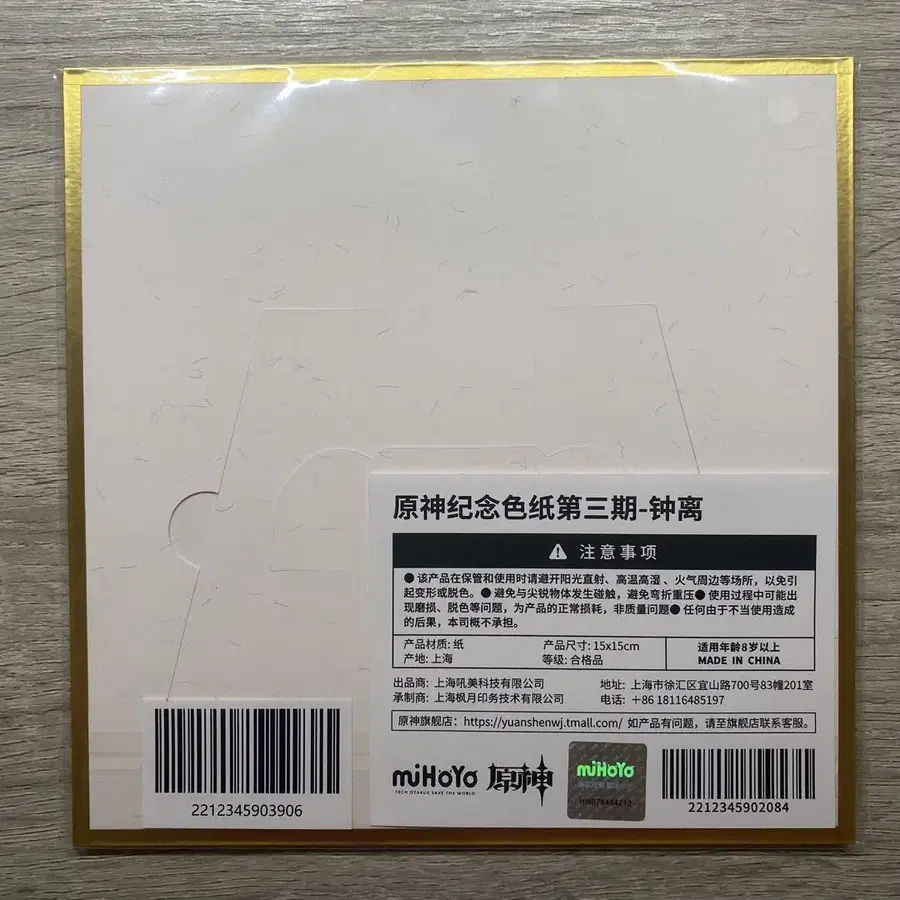 原神纪念色纸第三期-钟离
注意事项
● 该产品在保管和使用时请避开阳光直射、高温高湿、火气周边等场所，以免引
起变形或脱色。● 避免与尖锐物体发生碰触，避免弯折重压● 使用过程中可能出
现磨损、脱色等问题，为产品的正常损耗，非质量问题● 任何由于不当使用造成
的后果，本司概不承担。
产品材质: 纸 产品尺寸: 15x15cm
产地: 上海 等级: 合格品
适用年龄8岁以上
MADE IN CHINA
出品商: 上海吼美科技有限公司 地址: 上海市徐汇区宜山路700号83幢201室
承制商: 上海枫月印务技术有限公司 电话: +86 18116485197
原神旗舰店: https://yuanshenwj.tmall.com/ 如产品有问题，请至旗舰店联系客服。
miHoYo 原神 miHoYo
TECH OTAKUS SAVE THE WORLD
2212345903906
2212345902084